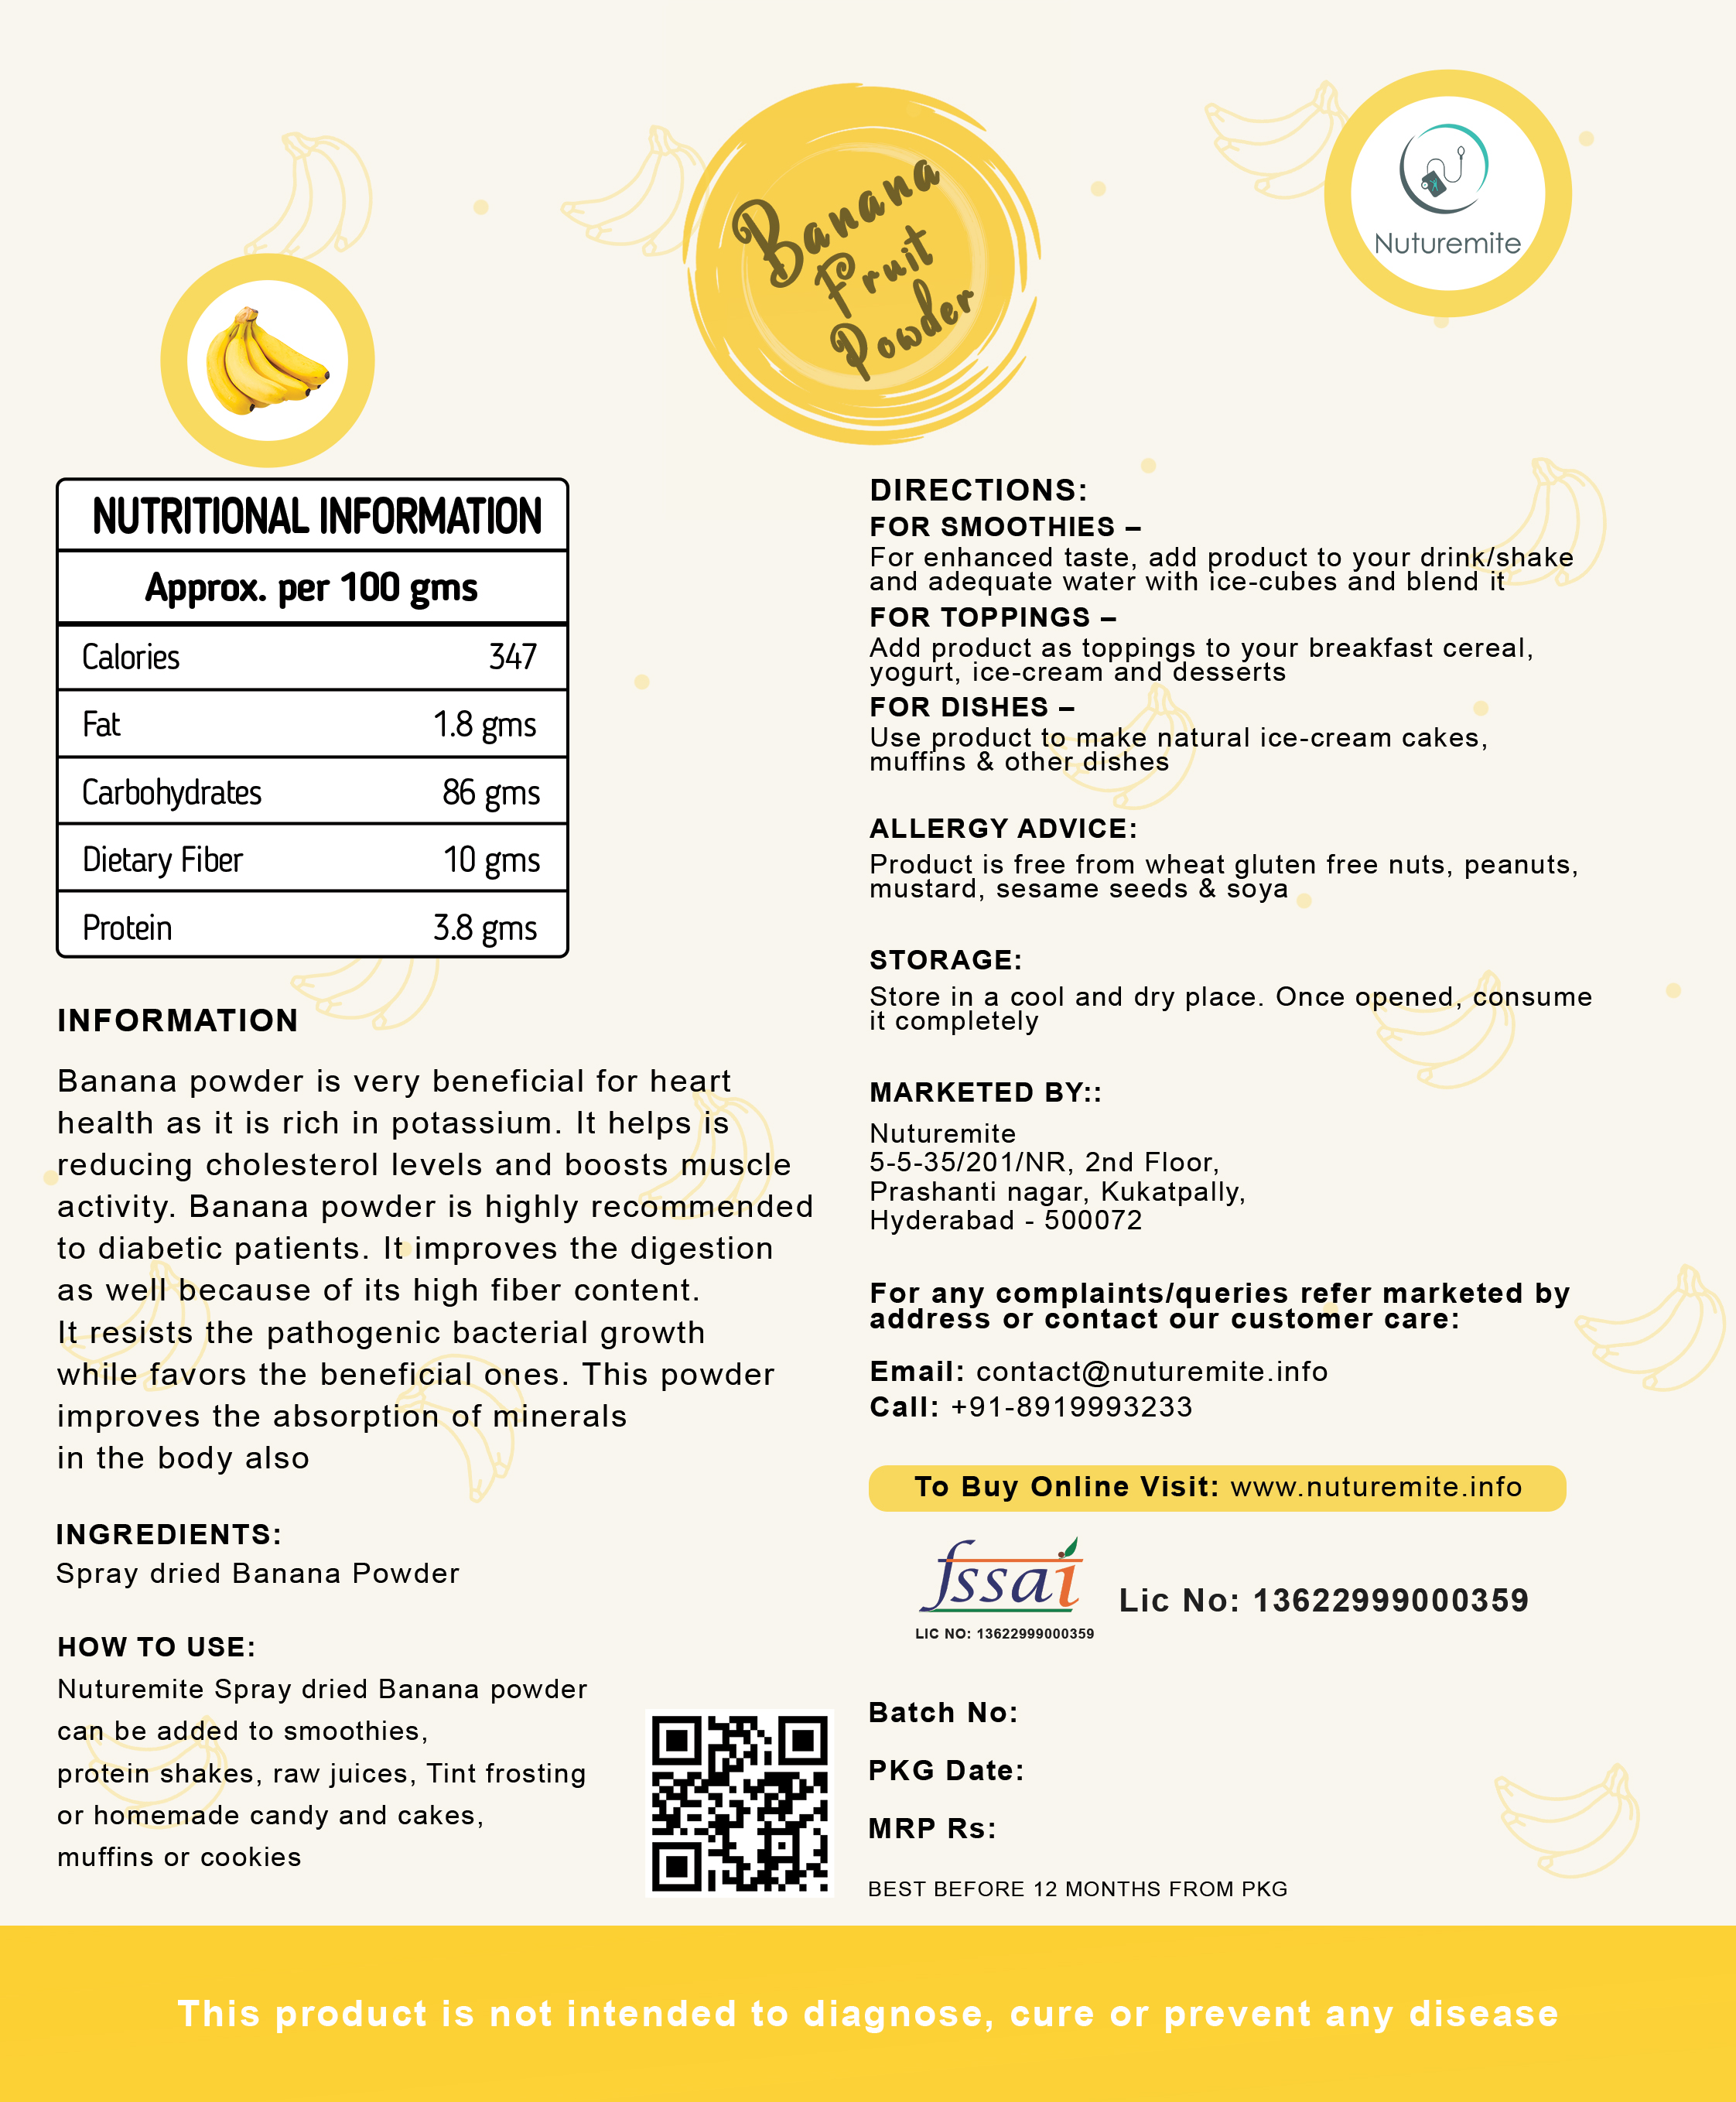 Banana
Fruit
Powder
Nuturemite
NUTRITIONAL INFORMATION
Approx. per 100 gms
Calories 347
Fat 1.8 gms
Carbohydrates 86 gms
Dietary Fiber 10 gms
Protein 3.8 gms
INFORMATION
Banana powder is very beneficial for heart
health as it is rich in potassium. It helps is
reducing cholesterol levels and boosts muscle
activity. Banana powder is highly recommended
to diabetic patients. It improves the digestion
as well because of its high fiber content.
It resists the pathogenic bacterial growth
while favors the beneficial ones. This powder
improves the absorption of minerals
in the body also
INGREDIENTS:
Spray dried Banana Powder
HOW TO USE:
Nuturemite Spray dried Banana powder
can be added to smoothies,
protein shakes, raw juices, Tint frosting
or homemade candy and cakes,
muffins or cookies
DIRECTIONS:
FOR SMOOTHIES –
For enhanced taste, add product to your drink/shake
and adequate water with ice-cubes and blend it
FOR TOPPINGS –
Add product as toppings to your breakfast cereal,
yogurt, ice-cream and desserts
FOR DISHES –
Use product to make natural ice-cream cakes,
muffins & other dishes
ALLERGY ADVICE:
Product is free from wheat gluten free nuts, peanuts,
mustard, sesame seeds & soya
STORAGE:
Store in a cool and dry place. Once opened, consume
it completely
MARKETED BY::
Nuturemite
5-5-35/201/NR, 2nd Floor,
Prashanti nagar, Kukatpally,
Hyderabad - 500072
For any complaints/queries refer marketed by
address or contact our customer care:
Email: contact@nuturemite.info
Call: +91-8919993233
To Buy Online Visit: www.nuturemite.info
fssai
LIC NO: 13622999000359
Lic No: 13622999000359
Batch No:
PKG Date:
MRP Rs:
BEST BEFORE 12 MONTHS FROM PKG
This product is not intended to diagnose, cure or prevent any disease